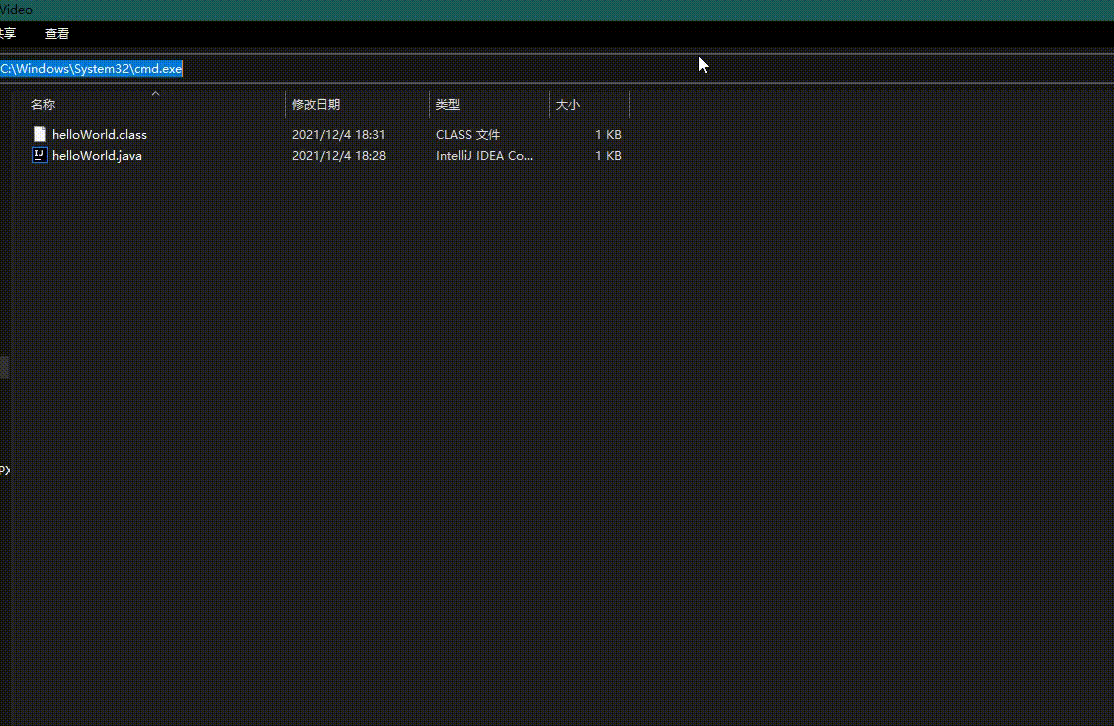 Video
共享 查看
C:\Windows\System32\cmd.exe
名称 修改日期 类型 大小
helloWorld.class 2021/12/4 18:31 CLASS 文件 1 KB
helloWorld.java 2021/12/4 18:28 IntelliJ IDEA Co... 1 KB